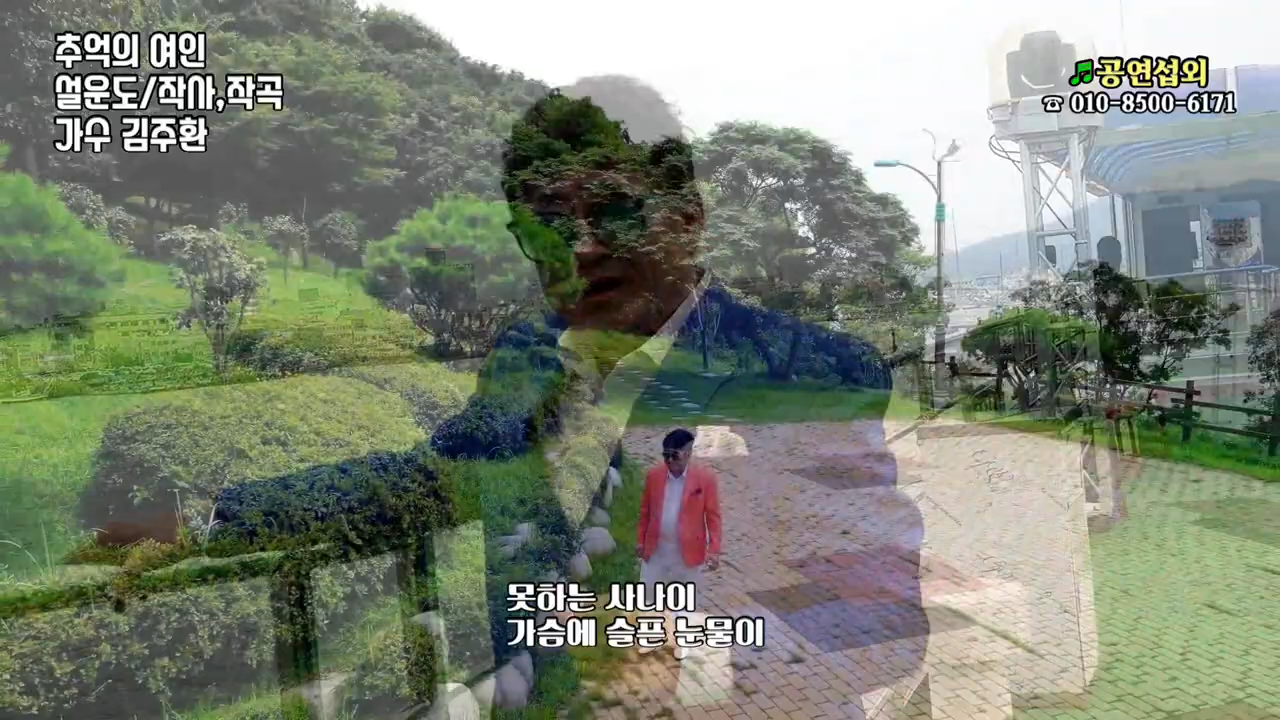 추억의 여인
설운도/작사,작곡
가수 김주환
🎵공연섭외
☎ 010-8500-6171
못하는 사나이
가슴에 슬픈 눈물이